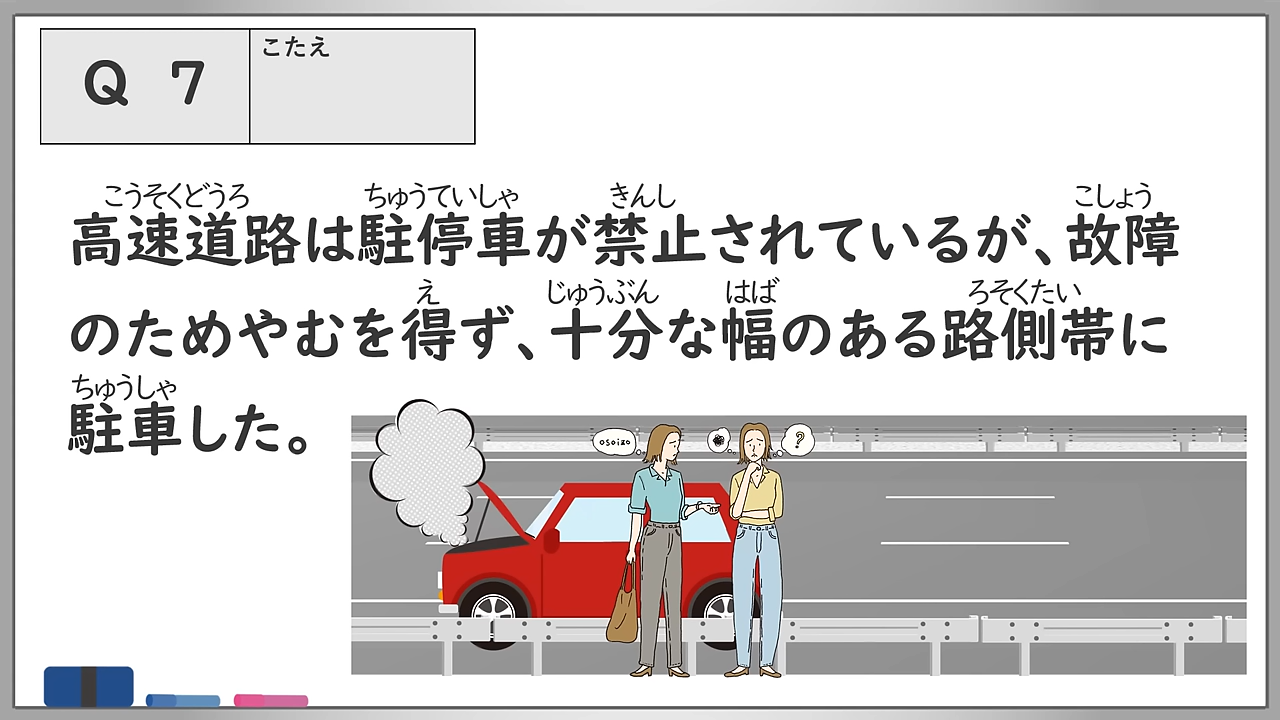 Q 7
こたえ
こうそくどうろ ちゅうていしゃ きんし こしょう
高速道路は駐停車が禁止されているが、故障
え じゅうぶん はば ろそくたい
のためやむを得ず、十分な幅のある路側帯に
ちゅうしゃ
駐車した。
osoizo
?